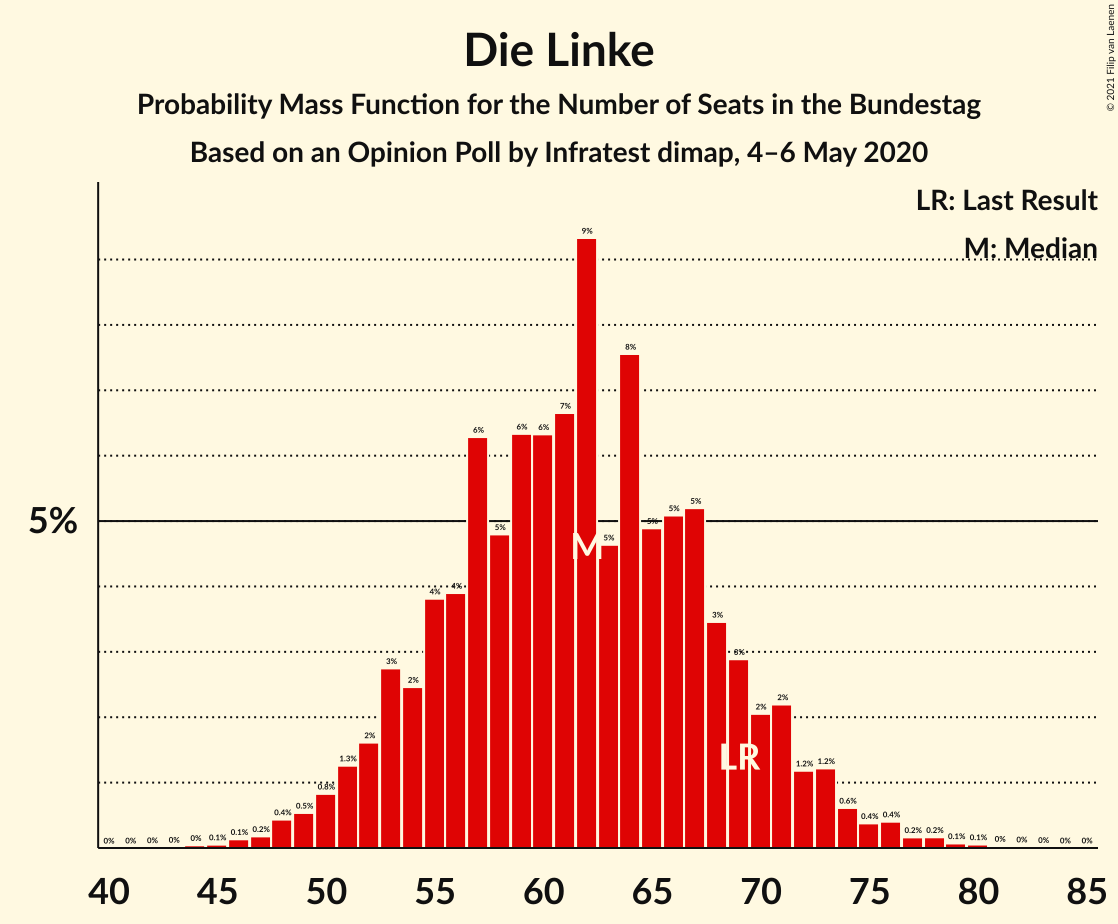 Die Linke
Probability Mass Function for the Number of Seats in the Bundestag
Based on an Opinion Poll by Infratest dimap, 4–6 May 2020
© 2021 Filip van Laenen
LR: Last Result
M: Median
5%
0% 0% 0% 0% 0% 0.1% 0.1% 0.2% 0.4% 0.5% 0.8% 1.3% 2% 3% 2% 4% 4% 6% 5% 6% 6% 7% 9% 5% 8% 5% 5% 5% 3% 3% 2% 2% 1.2% 1.2% 0.6% 0.4% 0.4% 0.2% 0.2% 0.1% 0.1% 0% 0% 0% 0% 0%
M
LR
40 45 50 55 60 65 70 75 80 85